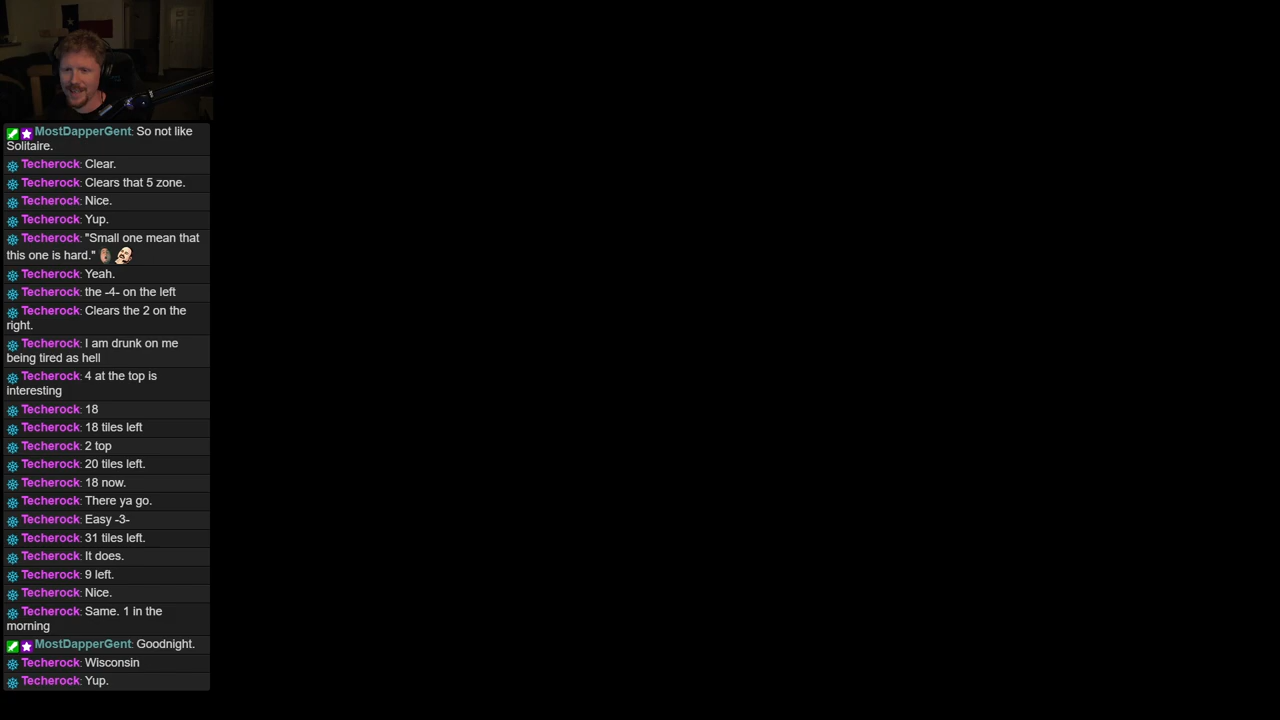 MostDapperGent: So not like
Solitaire.
Techerock: Clear.
Techerock: Clears that 5 zone.
Techerock: Nice.
Techerock: Yup.
Techerock: "Small one mean that
this one is hard."
Techerock: Yeah.
Techerock: the -4- on the left
Techerock: Clears the 2 on the
right.
Techerock: I am drunk on me
being tired as hell
Techerock: 4 at the top is
interesting
Techerock: 18
Techerock: 18 tiles left
Techerock: 2 top
Techerock: 20 tiles left.
Techerock: 18 now.
Techerock: There ya go.
Techerock: Easy -3-
Techerock: 31 tiles left.
Techerock: It does.
Techerock: 9 left.
Techerock: Nice.
Techerock: Same. 1 in the
morning
MostDapperGent: Goodnight.
Techerock: Wisconsin
Techerock: Yup.